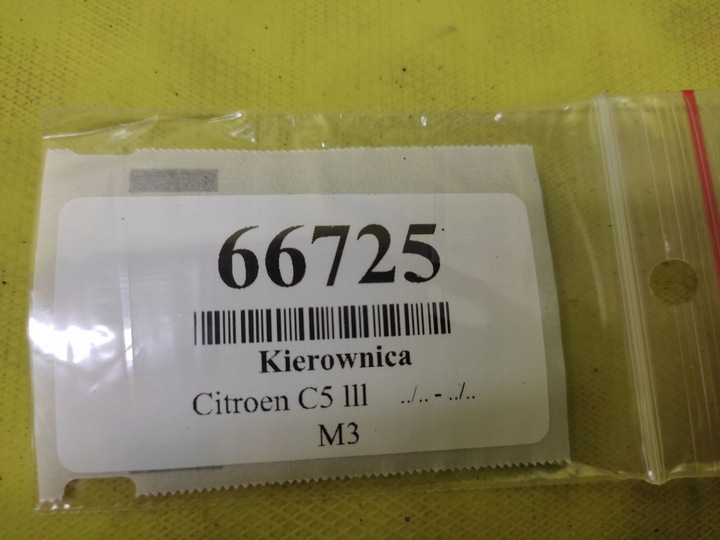 66725
Kierownica
Citroen C5 lll ../.. - ../..
M3